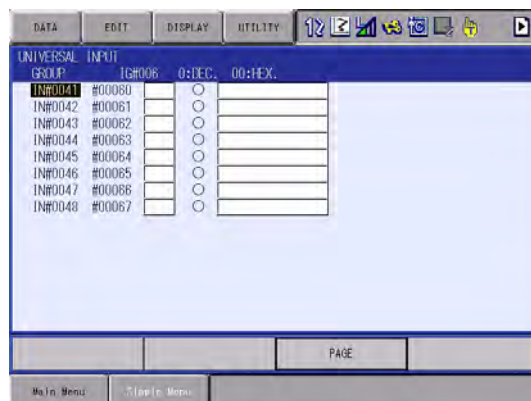 DATA EDIT DISPLAY UTILITY
UNIVERSAL INPUT
GROUP IG#006 0:DEC. 00:HEX.
IN#0041 #00060
IN#0042 #00061
IN#0043 #00062
IN#0044 #00063
IN#0045 #00064
IN#0046 #00065
IN#0047 #00066
IN#0048 #00067
PAGE
Main Menu Simple Menu